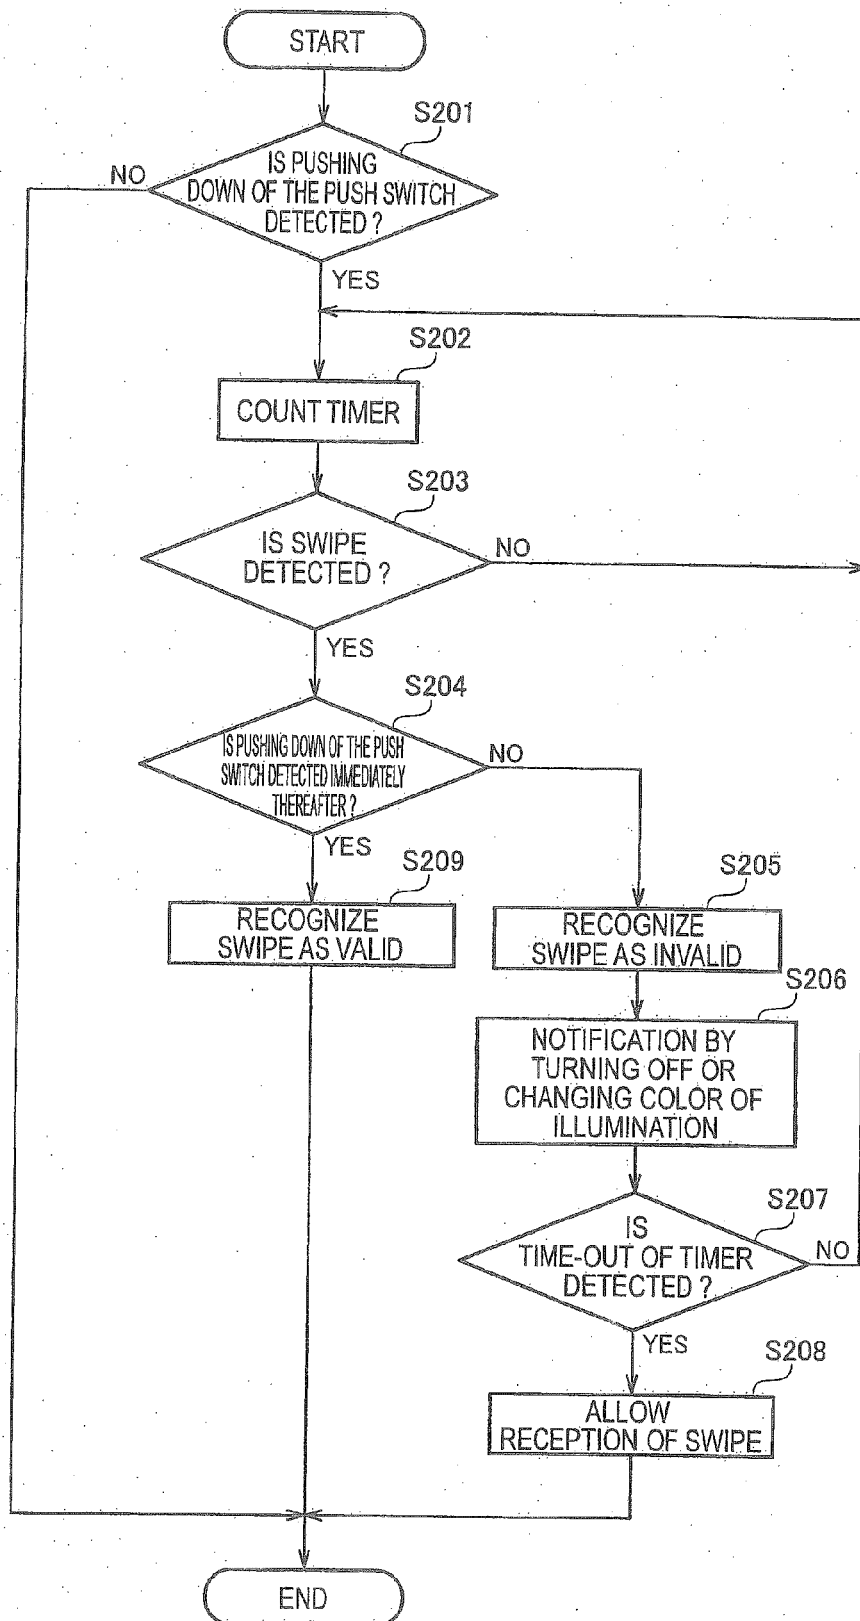 START
S201
IS PUSHING
DOWN OF THE PUSH SWITCH
DETECTED ?
NO
YES
S202
COUNT TIMER
S203
IS SWIPE
DETECTED ?
NO
YES
S204
IS PUSHING DOWN OF THE PUSH
SWITCH DETECTED IMMEDIATELY
THEREAFTER ?
NO
YES
S209
RECOGNIZE
SWIPE AS VALID
S205
RECOGNIZE
SWIPE AS INVALID
S206
NOTIFICATION BY
TURNING OFF OR
CHANGING COLOR OF
ILLUMINATION
S207
IS
TIME-OUT OF TIMER
DETECTED ?
NO
YES
S208
ALLOW
RECEPTION OF SWIPE
END